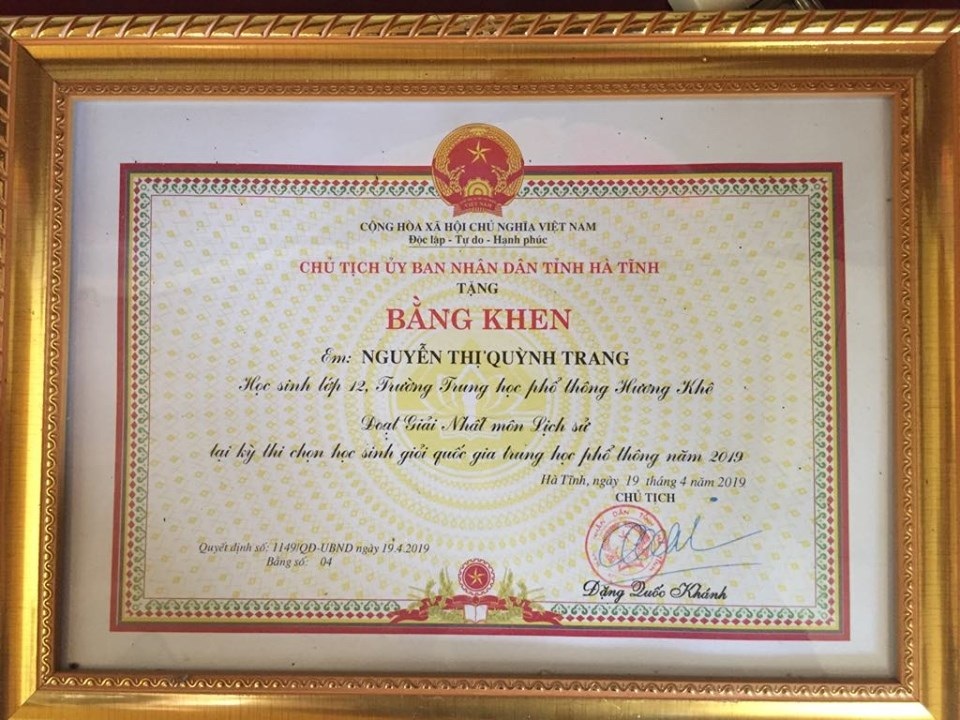 CỘNG HÒA XÃ HỘI CHỦ NGHĨA VIỆT NAM
Độc lập - Tự do - Hạnh phúc
CHỦ TỊCH ỦY BAN NHÂN DÂN TỈNH HÀ TĨNH
TẶNG
BẰNG KHEN
Em: NGUYỄN THỊ QUỲNH TRANG
Học sinh lớp 12, Trường Trung học phổ thông Hương Khê
Đoạt Giải Nhất môn Lịch sử
tại kỳ thi chọn học sinh giỏi quốc gia trung học phổ thông năm 2019
Hà Tĩnh, ngày 19 tháng 4 năm 2019
CHỦ TỊCH
Quyết định số: 1149/QĐ-UBND ngày 19.4.2019
Bằng số: 04
NHÂN DÂN TỈNH
Đặng Quốc Khánh